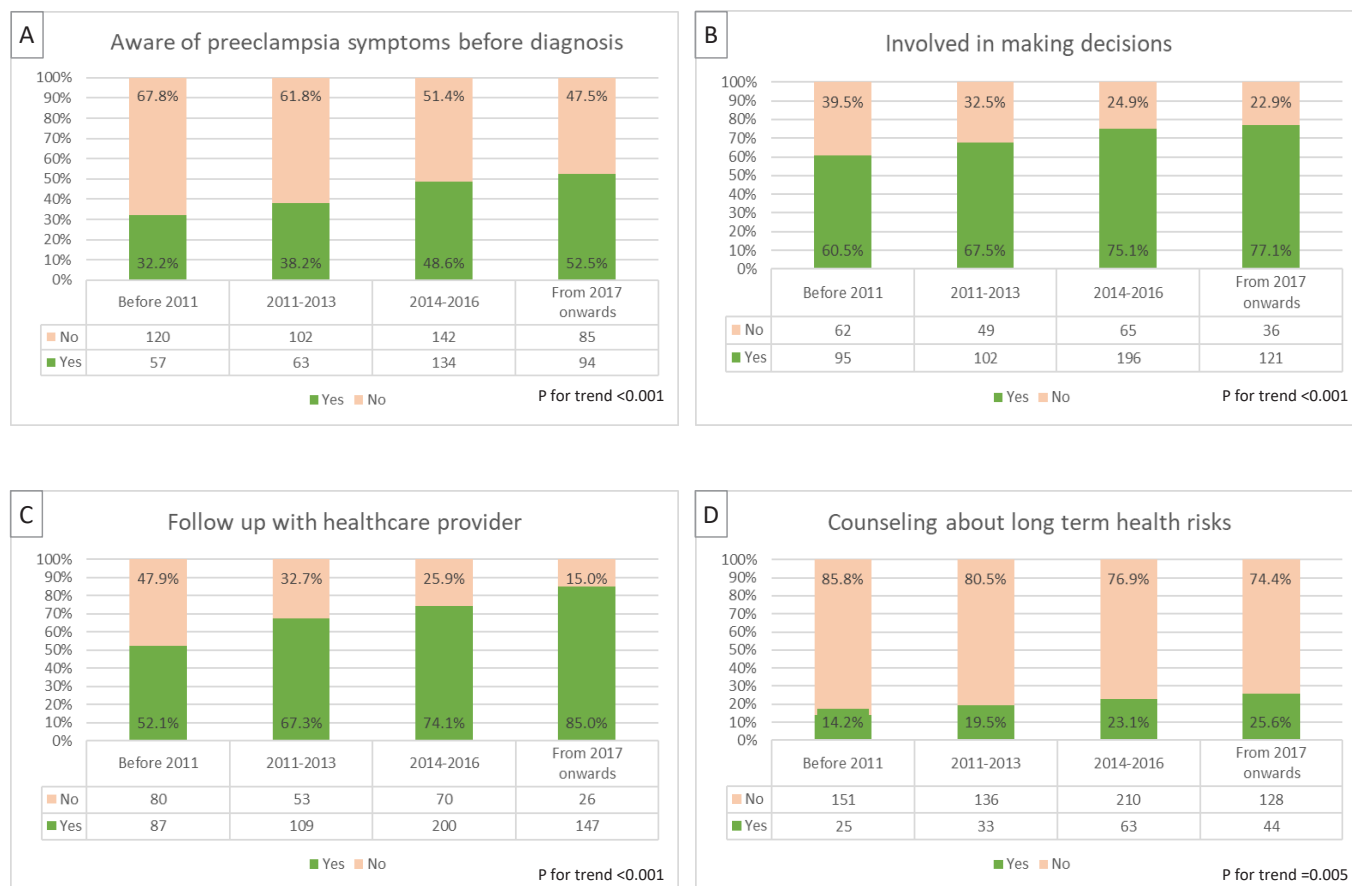 A
Aware of preeclampsia symptoms before diagnosis
100%
90%
80%
70%
60%
50%
40%
30%
20%
10%
0%
67.8% 61.8% 51.4% 47.5%
32.2% 38.2% 48.6% 52.5%
Before 2011 2011-2013 2014-2016 From 2017 onwards
No 120 102 142 85
Yes 57 63 134 94
Yes No
P for trend <0.001
B
Involved in making decisions
100%
90%
80%
70%
60%
50%
40%
30%
20%
10%
0%
39.5% 32.5% 24.9% 22.9%
60.5% 67.5% 75.1% 77.1%
Before 2011 2011-2013 2014-2016 From 2017 onwards
No 62 49 65 36
Yes 95 102 196 121
Yes No
P for trend <0.001
C
Follow up with healthcare provider
100%
90%
80%
70%
60%
50%
40%
30%
20%
10%
0%
47.9% 32.7% 25.9% 15.0%
52.1% 67.3% 74.1% 85.0%
Before 2011 2011-2013 2014-2016 From 2017 onwards
No 80 53 70 26
Yes 87 109 200 147
Yes No
P for trend <0.001
D
Counseling about long term health risks
100%
90%
80%
70%
60%
50%
40%
30%
20%
10%
0%
85.8% 80.5% 76.9% 74.4%
14.2% 19.5% 23.1% 25.6%
Before 2011 2011-2013 2014-2016 From 2017 onwards
No 151 136 210 128
Yes 25 33 63 44
Yes No
P for trend =0.005